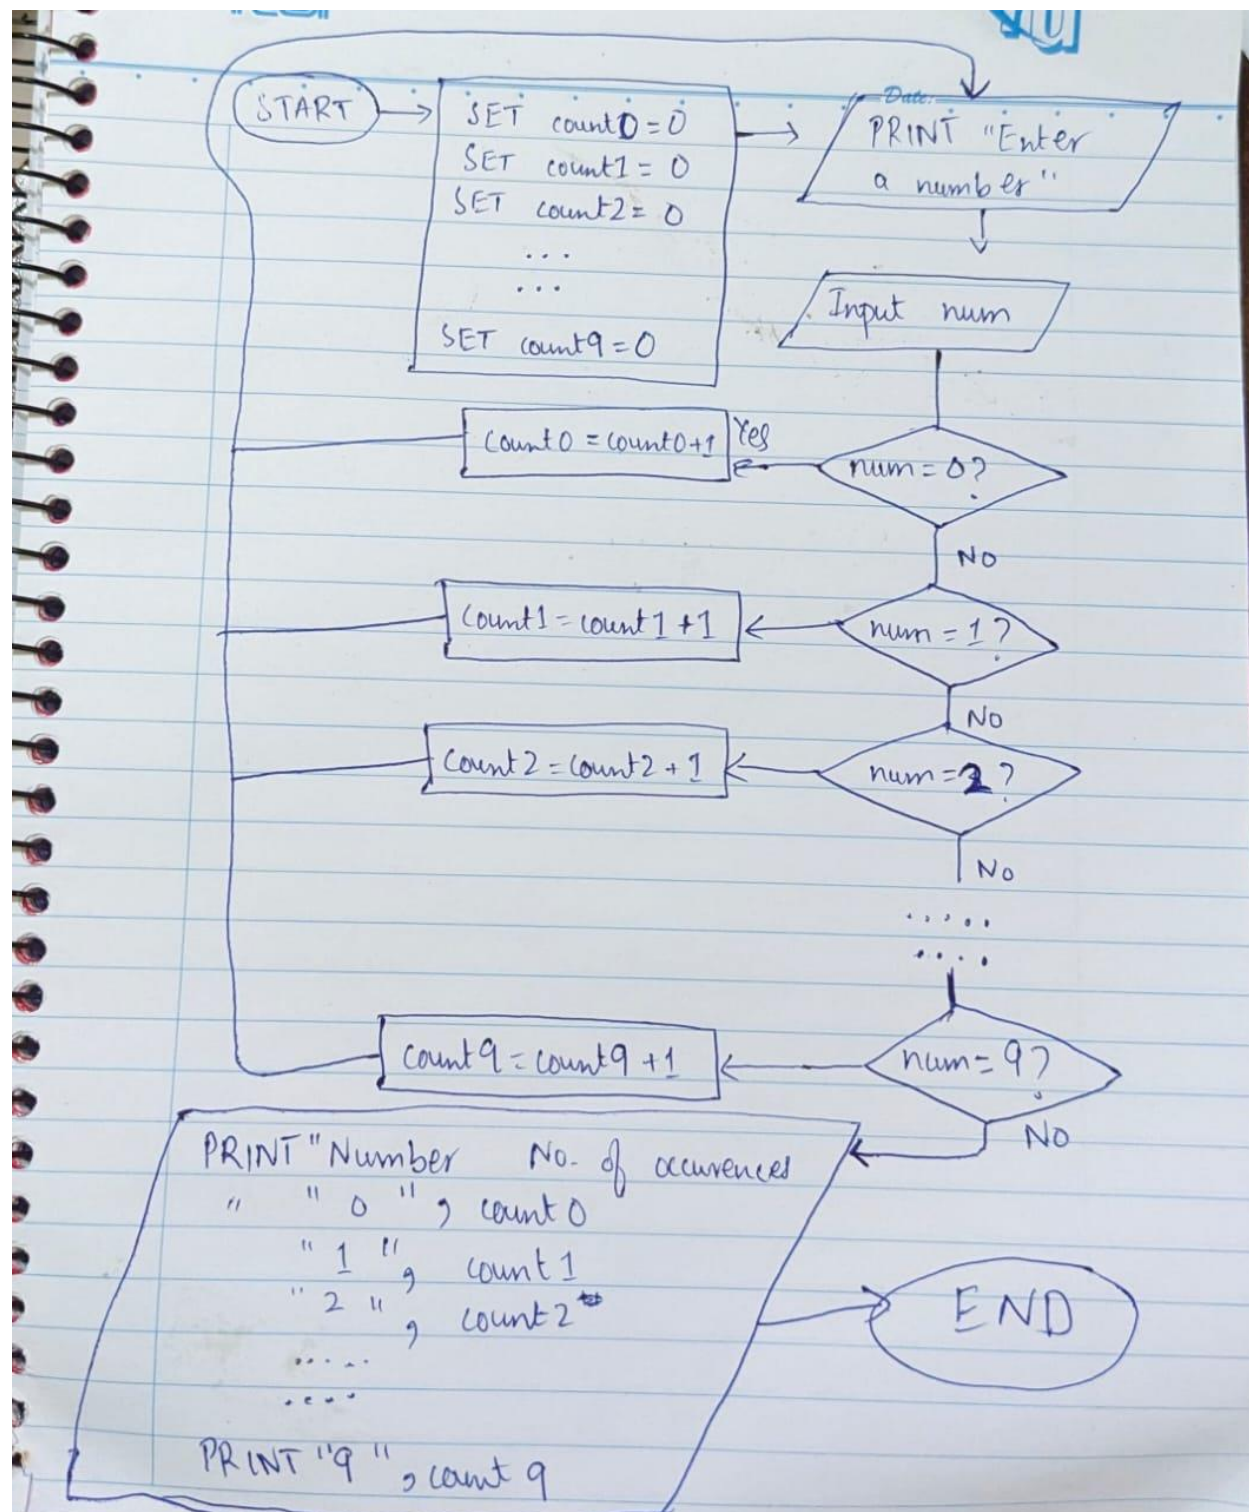 Date:
START
SET count0=0
SET count1 = 0
SET count2 = 0
...
...
SET count9=0
PRINT "Enter
a number"
Input num
num=0?
Yes
count0 = count0+1
NO
num=1?
count1 = count1 +1
NO
num=2?
count2 = count2 + 1
No
.....
....
num= 9?
count9 = count9 +1
NO
PRINT "Number No. of occurences
" " 0 " , count0
" 1 " , count1
" 2 " , count2
.....
....
PRINT "9 " , count 9
END